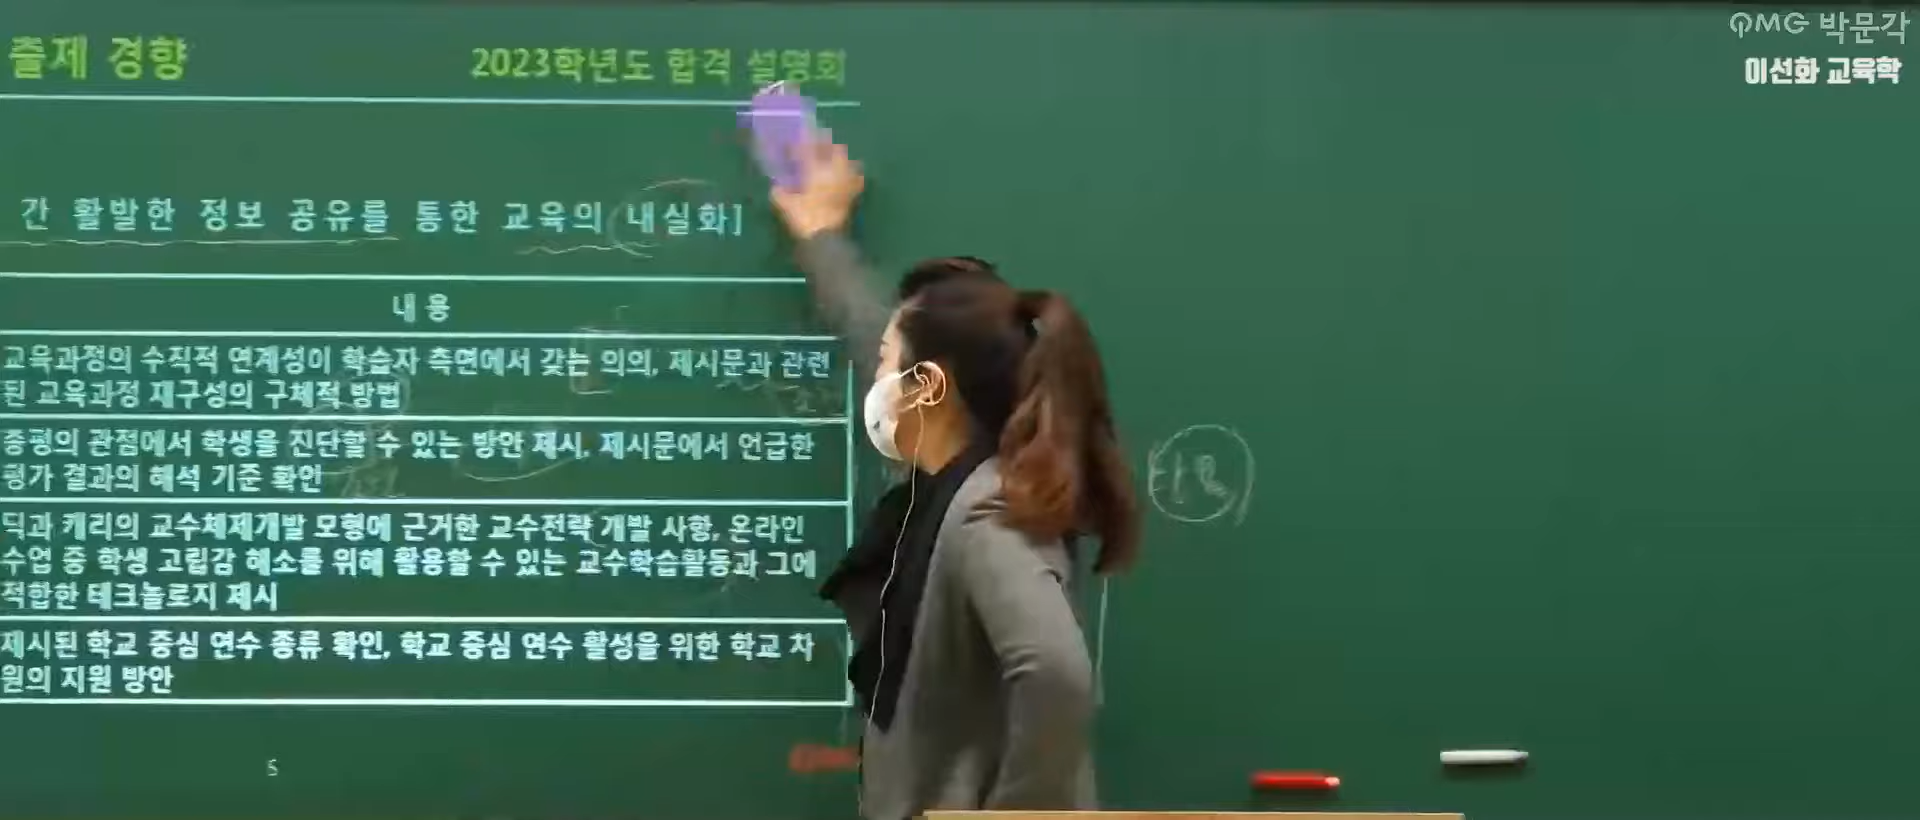 출제 경향
2023학년도 합격 설명회
PMG 박문각
이선화 교육학
간 활발한 정보 공유를 통한 교육의 내실화]
내용
교육과정의 수직적 연계성이 학습자 측면에서 갖는 의의, 제시문과 관련
된 교육과정 재구성의 구체적 방법
총평의 관점에서 학생을 진단할 수 있는 방안 제시, 제시문에서 언급한
평가 결과의 해석 기준 확인
딕과 캐리의 교수체제개발 모형에 근거한 교수전략 개발 사항, 온라인
수업 중 학생 고립감 해소를 위해 활용할 수 있는 교수학습활동과 그에
적합한 테크놀로지 제시
제시된 학교 중심 연수 종류 확인, 학교 중심 연수 활성을 위한 학교 차
원의 지원 방안
5